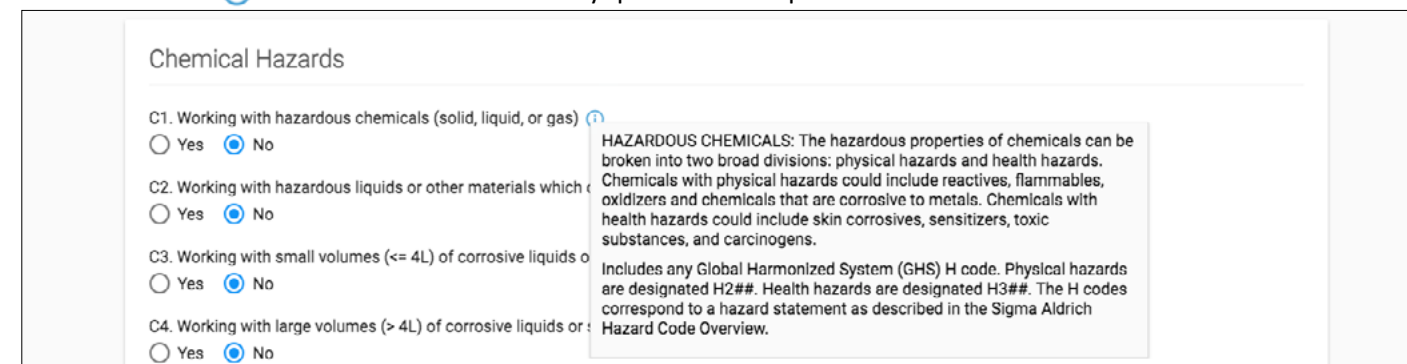 Chemical Hazards
C1. Working with hazardous chemicals (solid, liquid, or gas)
Yes No
C2. Working with hazardous liquids or other materials which
Yes No
C3. Working with small volumes (<= 4L) of corrosive liquids
Yes No
C4. Working with large volumes (> 4L) of corrosive liquids or
Yes No
HAZARDOUS CHEMICALS: The hazardous properties of chemicals can be
broken into two broad divisions: physical hazards and health hazards.
Chemicals with physical hazards could include reactives, flammables,
oxidizers and chemicals that are corrosive to metals. Chemicals with
health hazards could include skin corrosives, sensitizers, toxic
substances, and carcinogens.
Includes any Global Harmonized System (GHS) H code. Physical hazards
are designated H2##. Health hazards are designated H3##. The H codes
correspond to a hazard statement as described in the Sigma Aldrich
Hazard Code Overview.